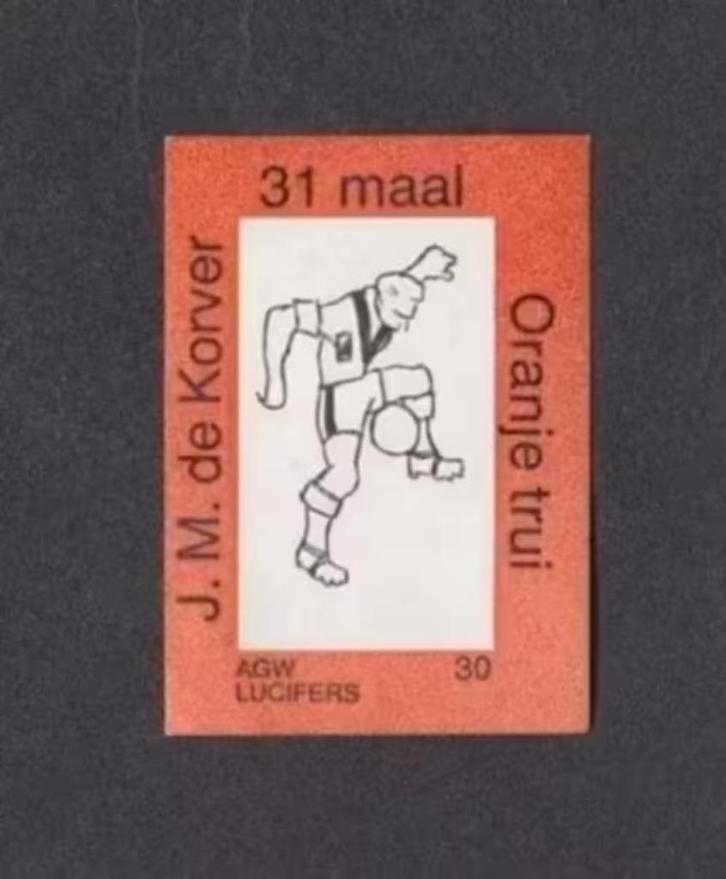 31 maal
J. M. de Korver
Oranje trui
AGW
LUCIFERS
30